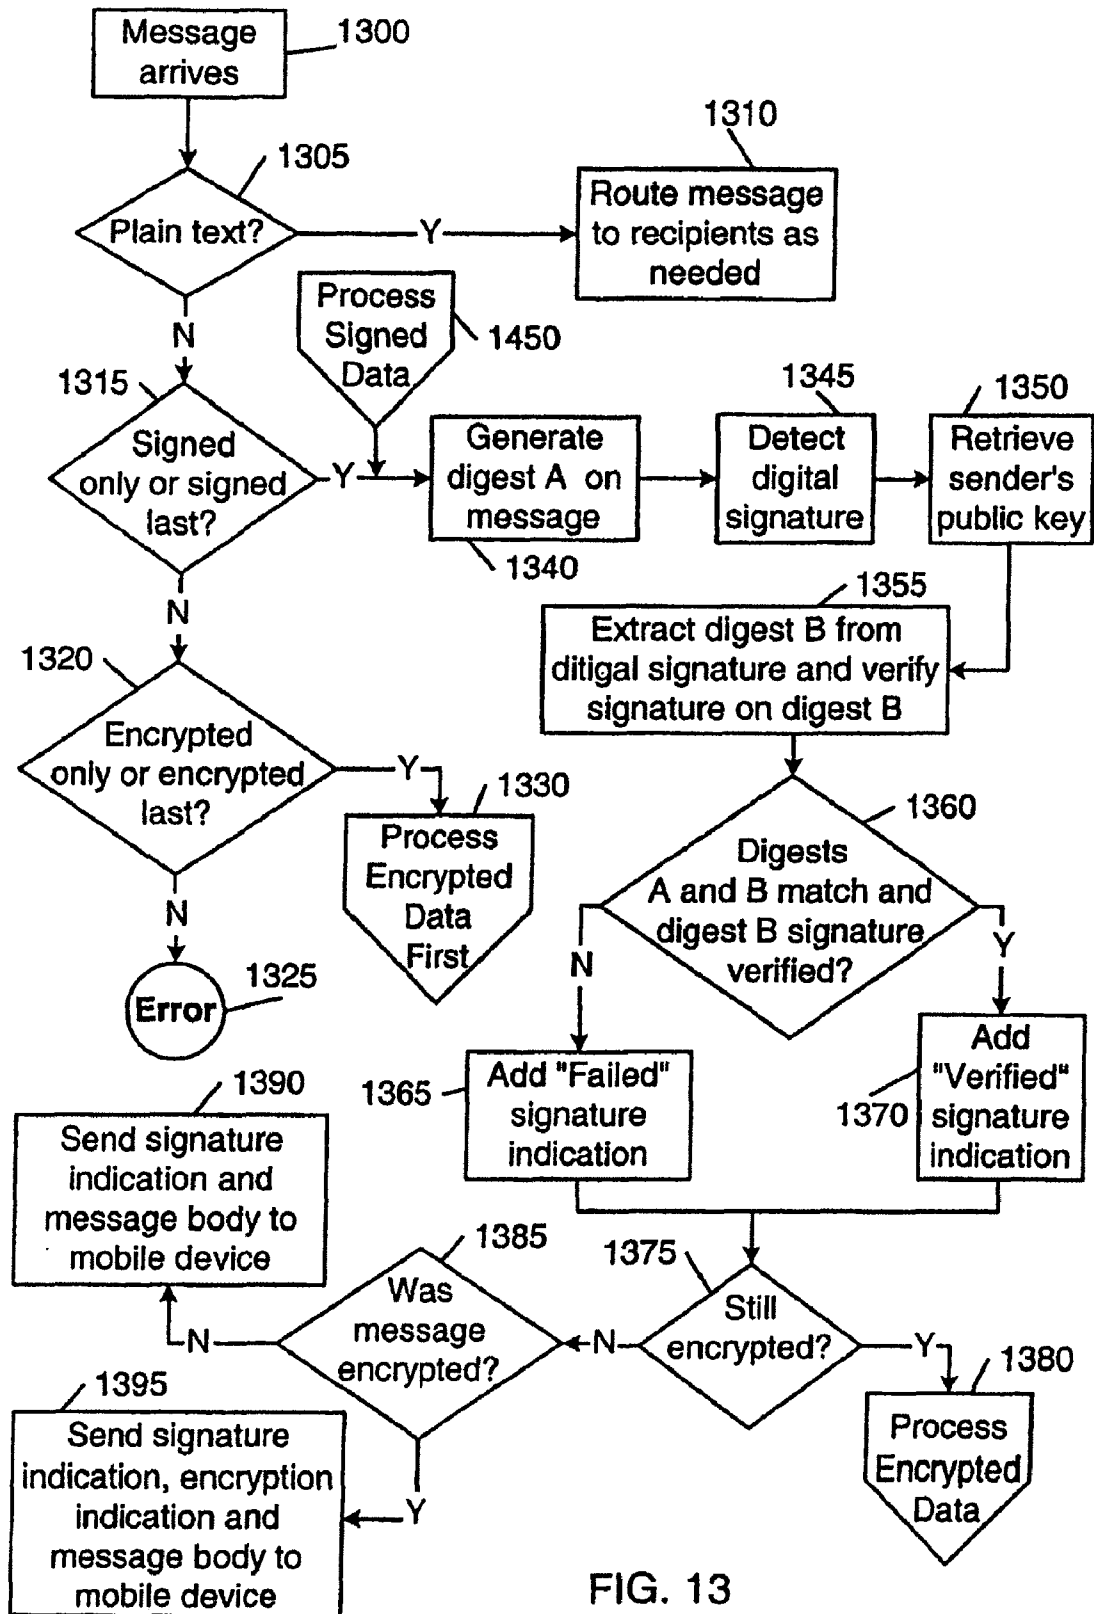 Message
arrives
1300
1305
Plain text?
Y
1310
Route message
to recipients as
needed
N
Process
Signed
Data
1450
1315
Signed
only or signed
last?
Y
Generate
digest A on
message
1340
1345
Detect
digital
signature
1350
Retrieve
sender's
public key
N
1355
Extract digest B from
ditigal signature and verify
signature on digest B
1320
Encrypted
only or encrypted
last?
Y
1330
Process
Encrypted
Data
First
N
1325
Error
1360
Digests
A and B match and
digest B signature
verified?
N
Y
1365
Add "Failed"
signature
indication
1370
Add
"Verified"
signature
indication
1390
Send signature
indication and
message body to
mobile device
1385
Was
message
encrypted?
N
1375
Still
encrypted?
N
Y
1380
Process
Encrypted
Data
1395
Send signature
indication, encryption
indication and
message body to
mobile device
Y
FIG. 13